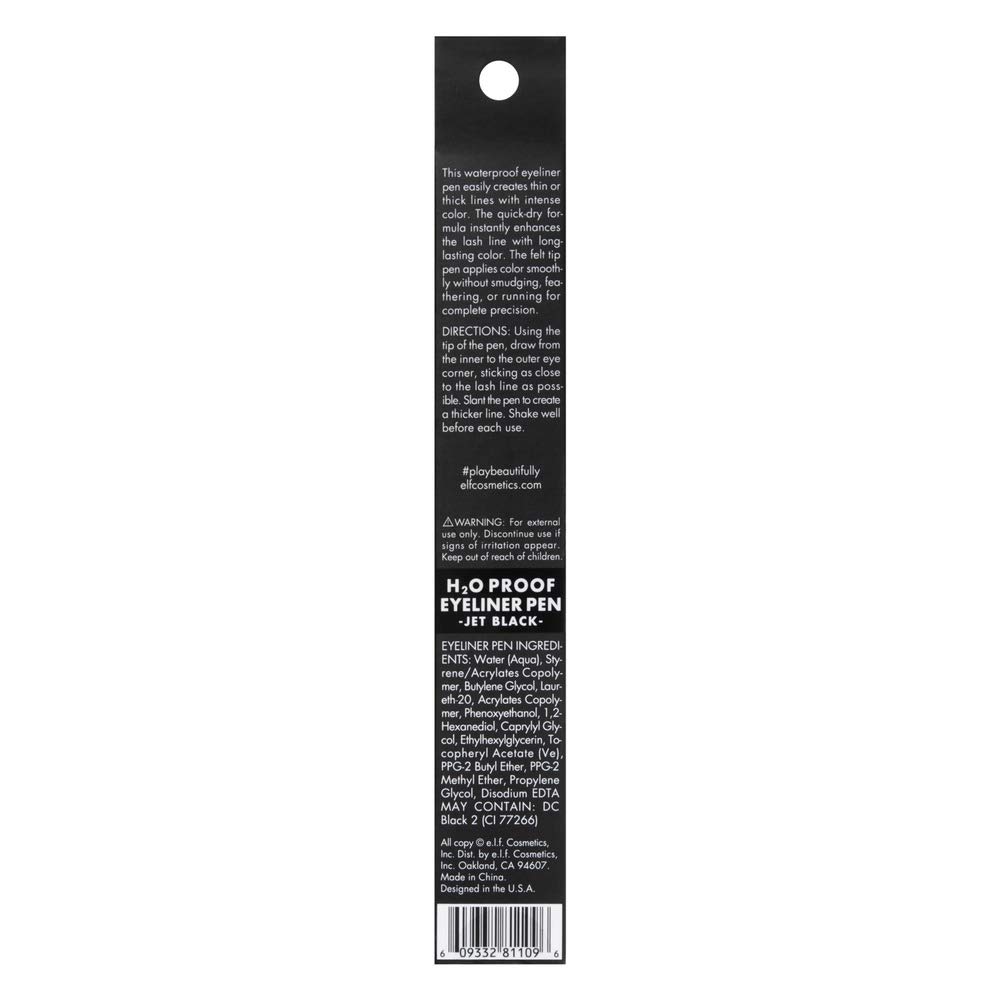 This waterproof eyeliner
pen easily creates thin or
thick lines with intense
color. The quick-dry for-
mula instantly enhances
the lash line with long-
lasting color. The felt tip
pen applies color smooth-
ly without smudging, fea-
thering, or running for
complete precision.
DIRECTIONS: Using the
tip of the pen, draw from
the inner to the outer eye
corner, sticking as close
to the lash line as poss-
ible. Slant the pen to create
a thicker line. Shake well
before each use.
#playbeautifully
elfcosmetics.com
⚠WARNING: For external
use only. Discontinue use if
signs of irritation appear.
Keep out of reach of children.
H₂O PROOF
EYELINER PEN
-JET BLACK-
EYELINER PEN INGREDI-
ENTS: Water (Aqua), Sty-
rene/Acrylates Copoly-
mer, Butylene Glycol, Laur-
eth-20, Acrylates Copoly-
mer, Phenoxyethanol, 1,2-
Hexanediol, Caprylyl Gly-
col, Ethylhexylglycerin, To-
copheryl Acetate (Ve),
PPG-2 Butyl Ether, PPG-2
Methyl Ether, Propylene
Glycol, Disodium EDTA
MAY CONTAIN: DC
Black 2 (CI 77266)
All copy © e.l.f. Cosmetics,
Inc. Dist. by e.l.f. Cosmetics,
Inc. Oakland, CA 94607.
Made in China.
Designed in the U.S.A.
6 09332 81109 6